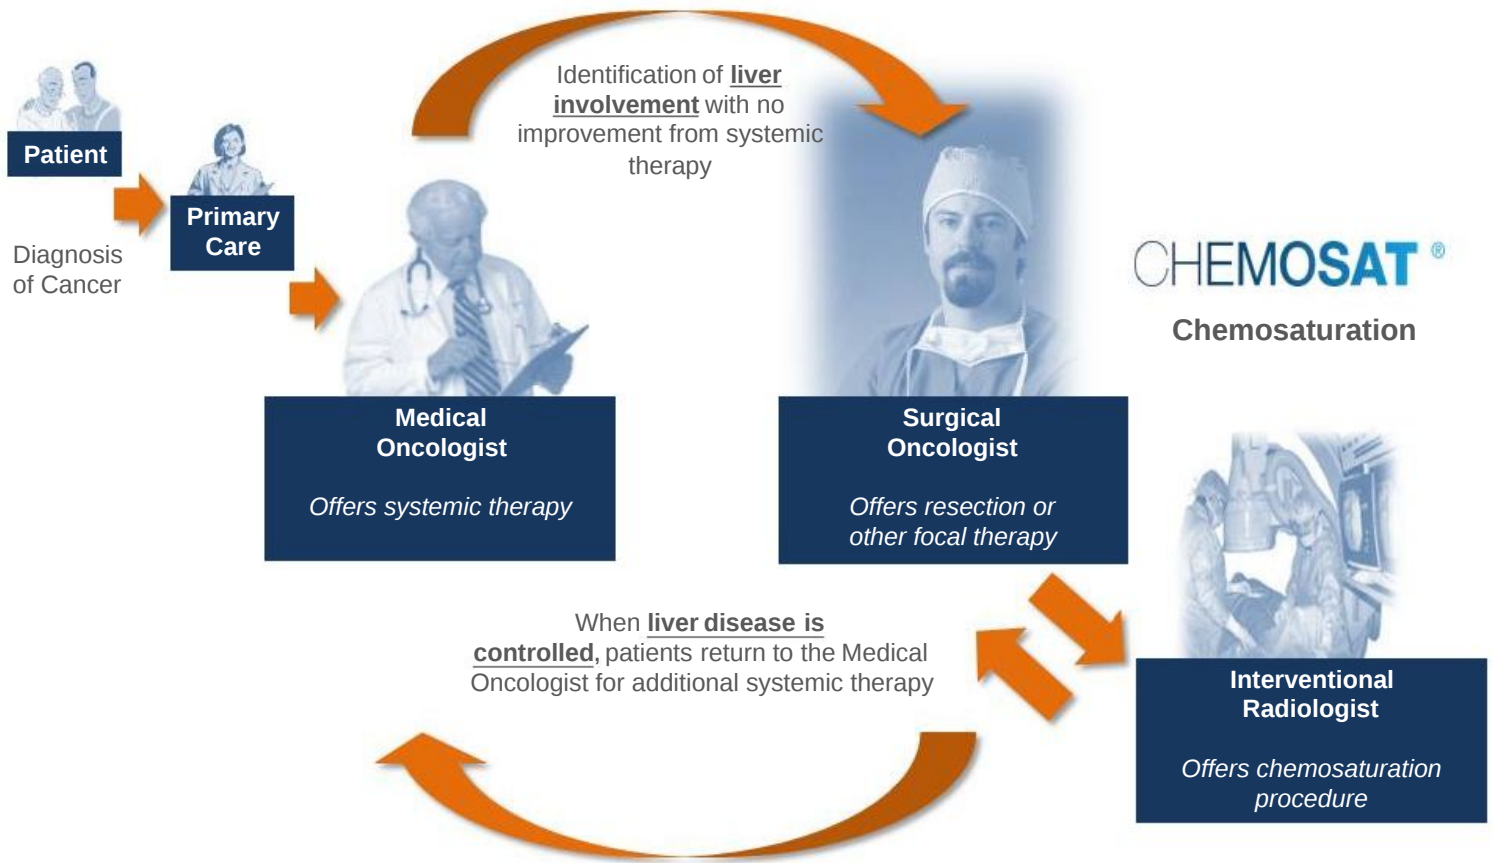 Identification of liver
involvement with no
improvement from systemic
therapy
Patient
Primary
Care
Diagnosis
of Cancer
CHEMOSAT ®
Chemosaturation
Medical
Oncologist
Offers systemic therapy
Surgical
Oncologist
Offers resection or
other focal therapy
When liver disease is
controlled, patients return to the Medical
Oncologist for additional systemic therapy
Interventional
Radiologist
Offers chemosaturation
procedure